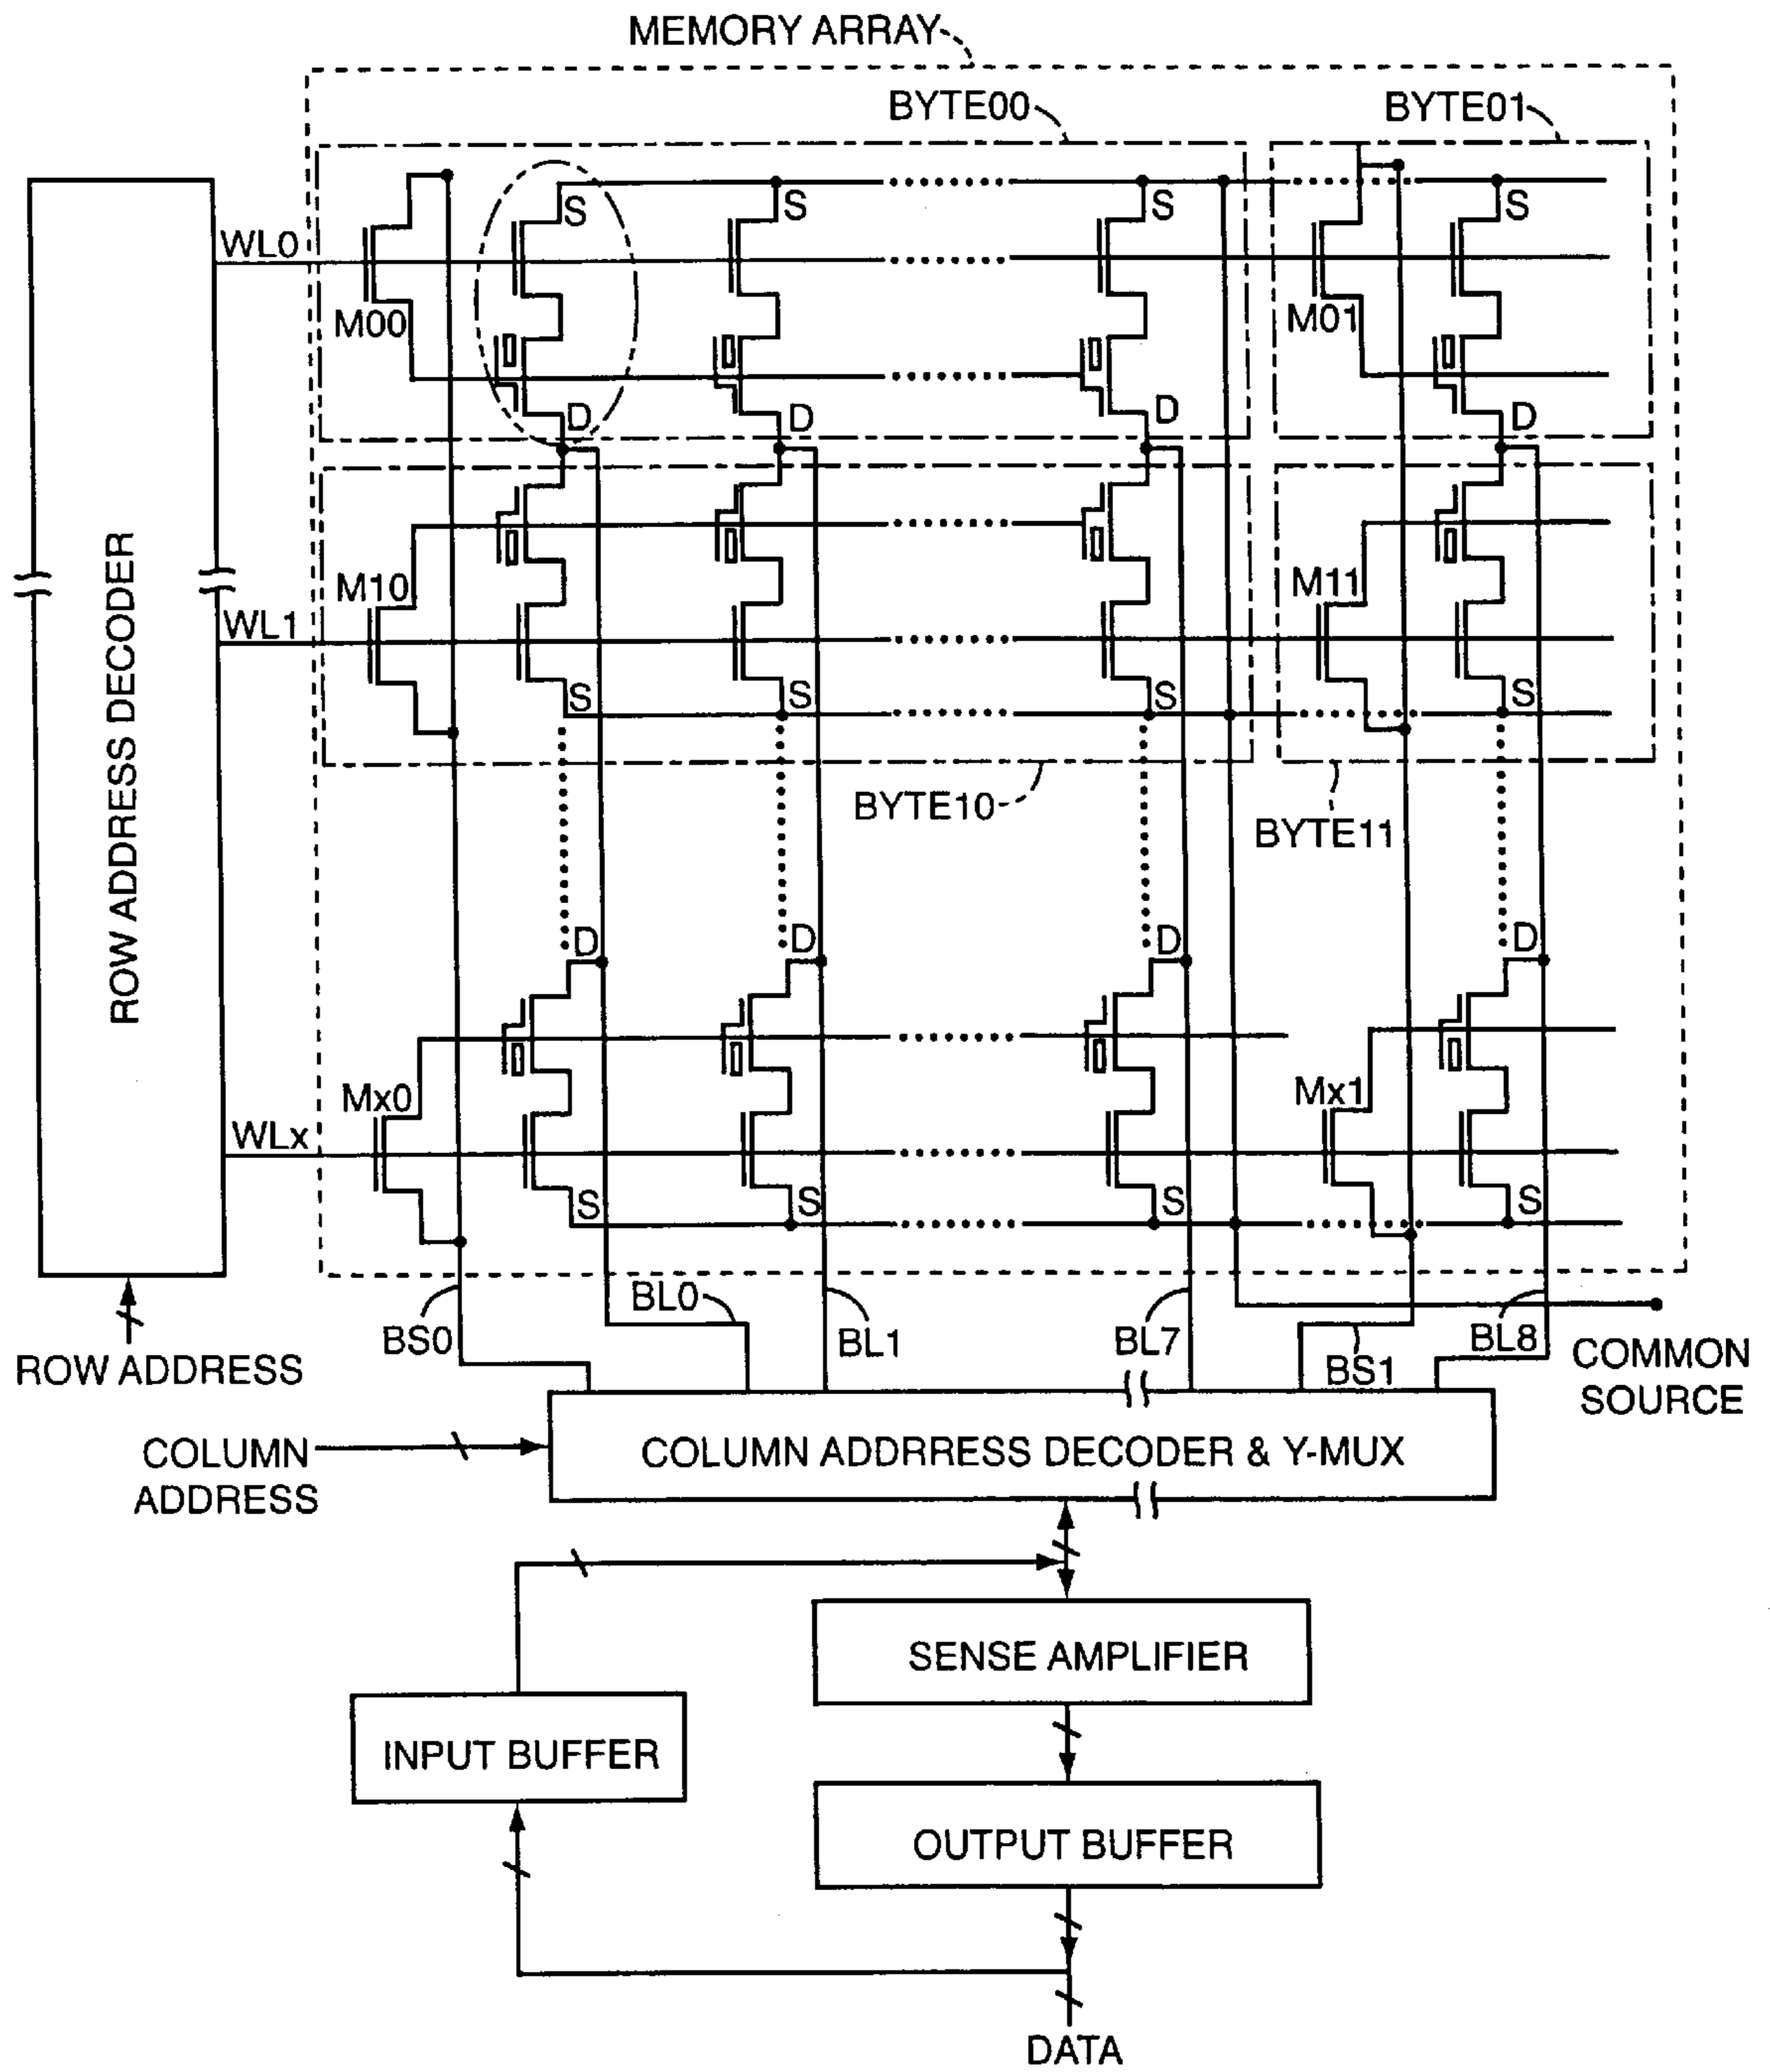 MEMORY ARRAY
BYTE00
BYTE01
S
S
S
S
WL0
M00
M01
D
D
D
D
ROW ADDRESS DECODER
M10
M11
WL1
S
S
S
S
BYTE10
BYTE11
D
D
D
D
Mx0
Mx1
WLx
S
S
S
S
BS0
BL0
BL1
BL7
BS1
BL8
ROW ADDRESS
COMMON
SOURCE
COLUMN
ADDRESS
COLUMN ADDRRESS DECODER & Y-MUX
SENSE AMPLIFIER
INPUT BUFFER
OUTPUT BUFFER
DATA